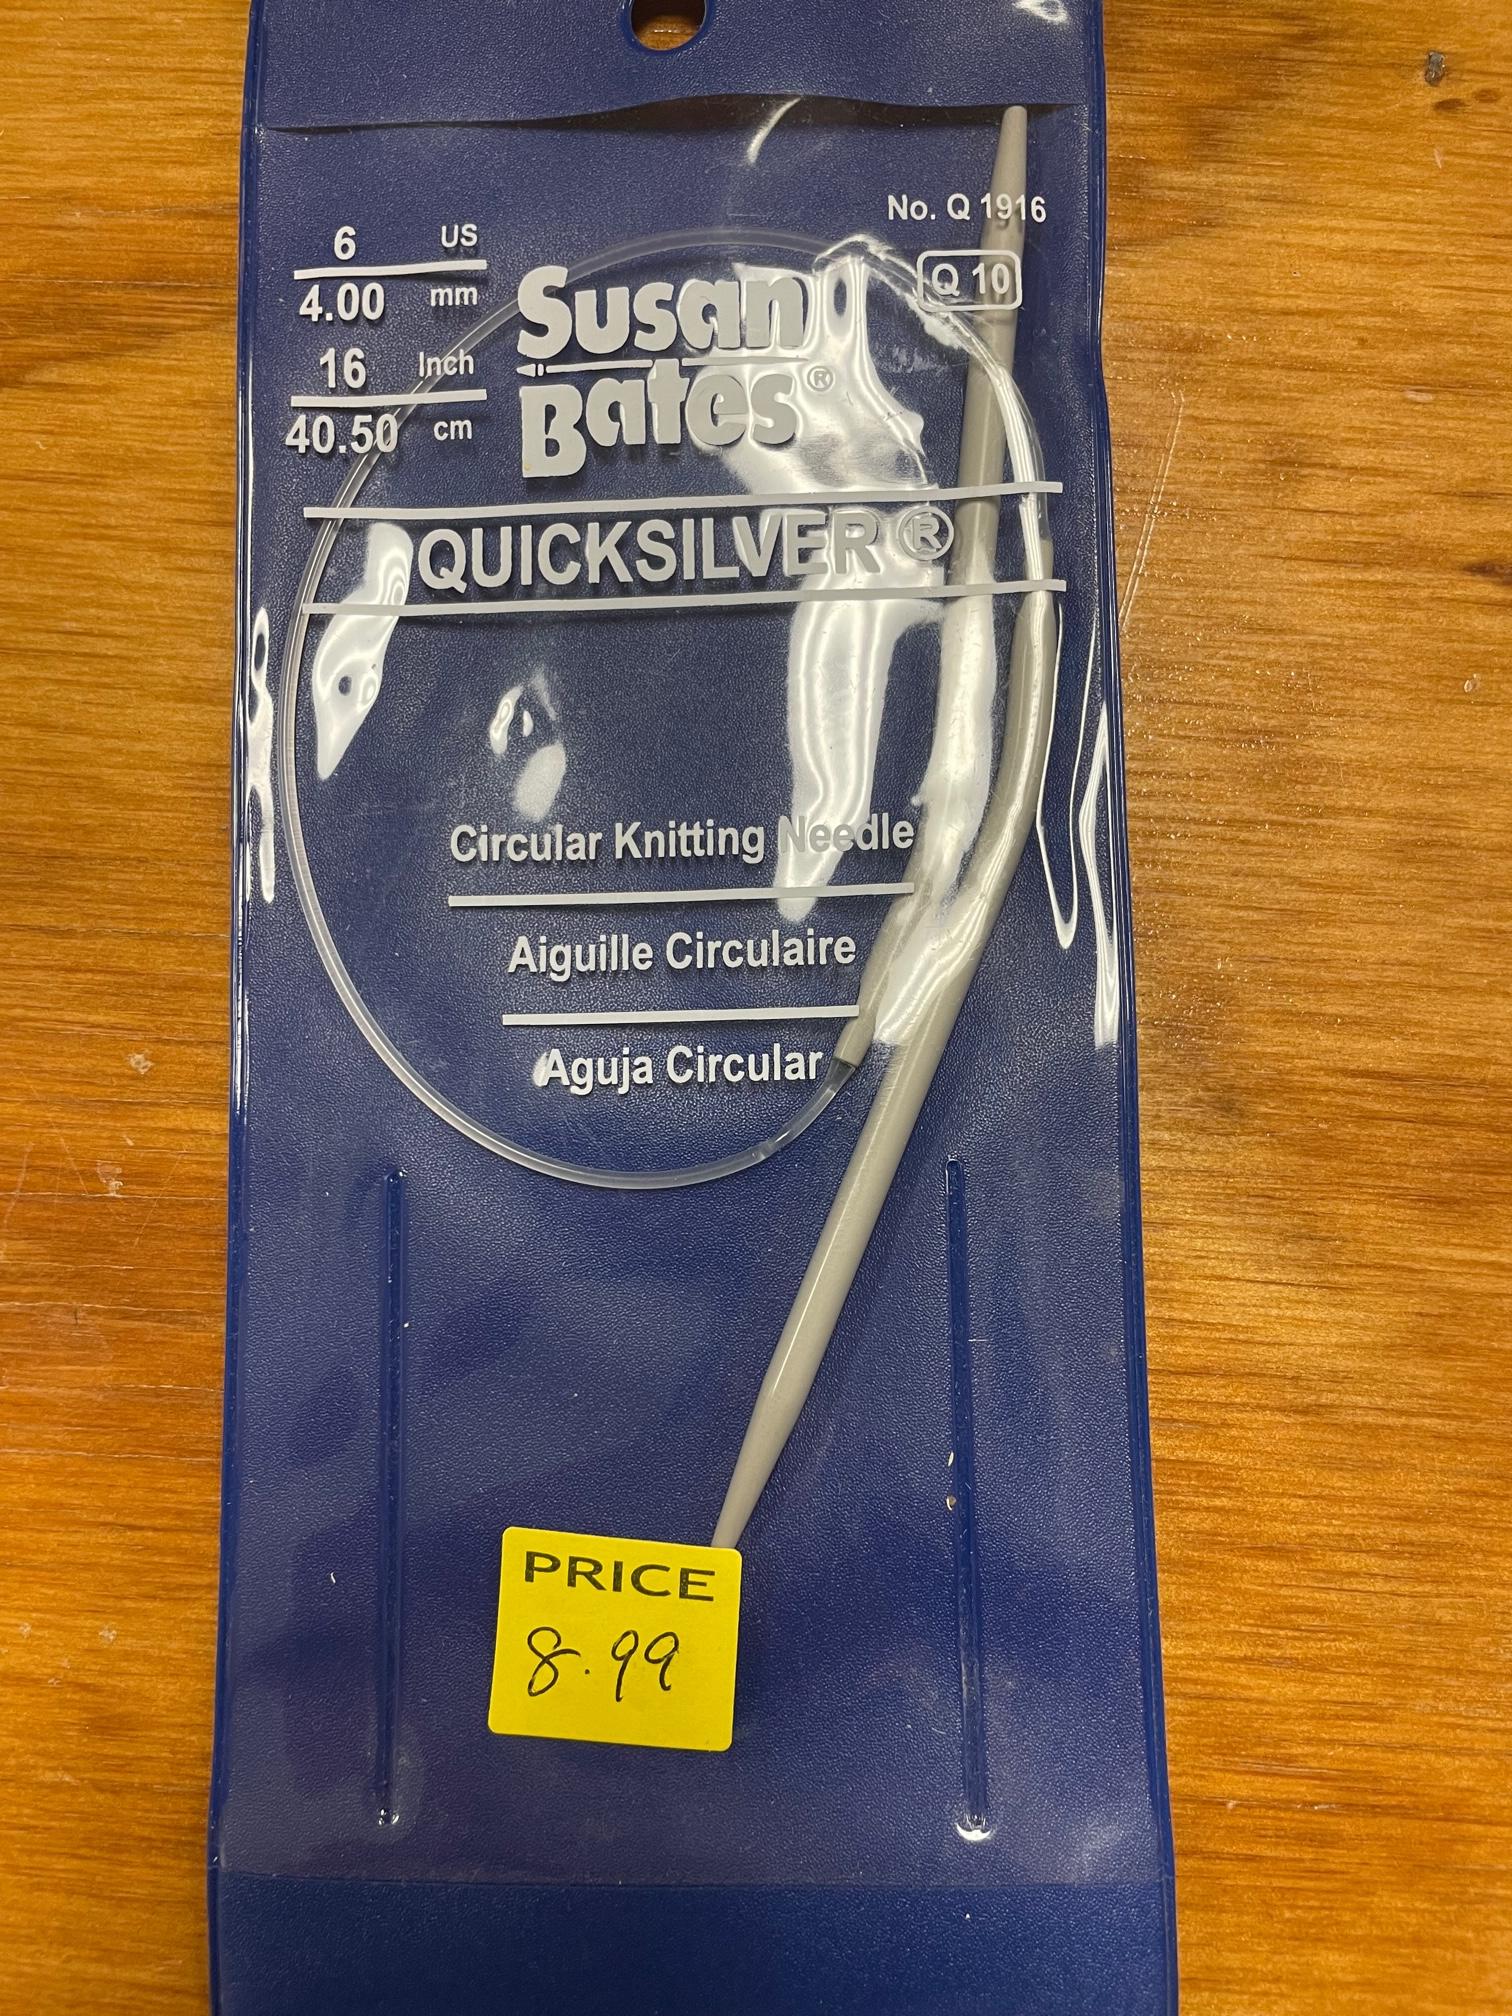 No. Q 1916
Q 10
6 US
4.00 mm
16 Inch
40.50 cm
Susan
Bates®
QUICKSILVER ®
Circular Knitting Needle
Aiguille Circulaire
Aguja Circular
PRICE
8.99